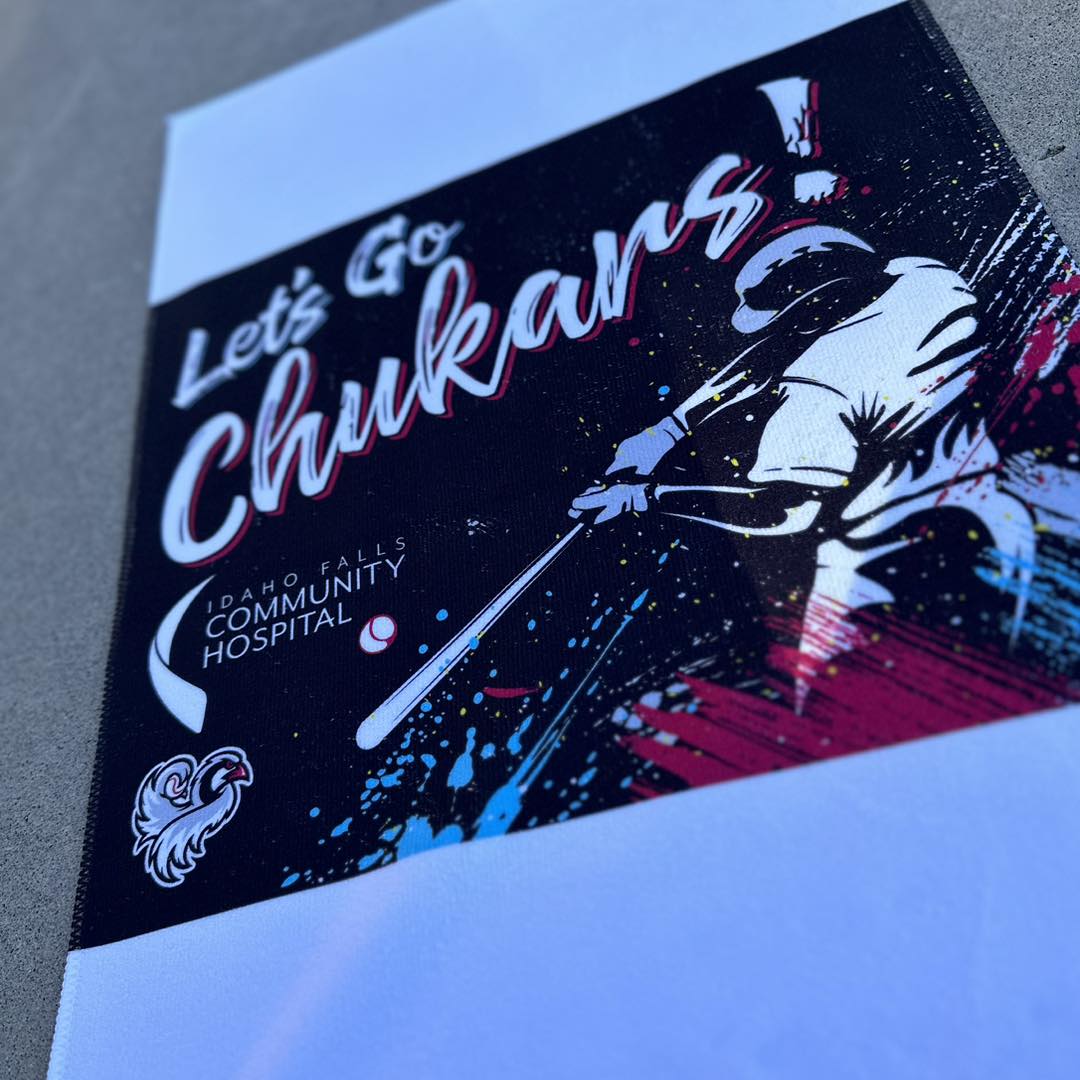 Let's Go
Chukars!
IDAHO FALLS
COMMUNITY
HOSPITAL